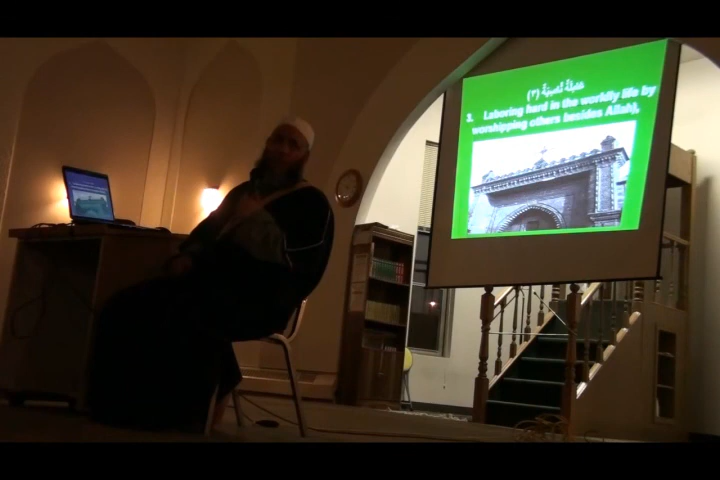 عَامِلَةٌ نَّاصِبَةٌ (٣)
3. Laboring hard in the worldly life by
worshipping others besides Allah),